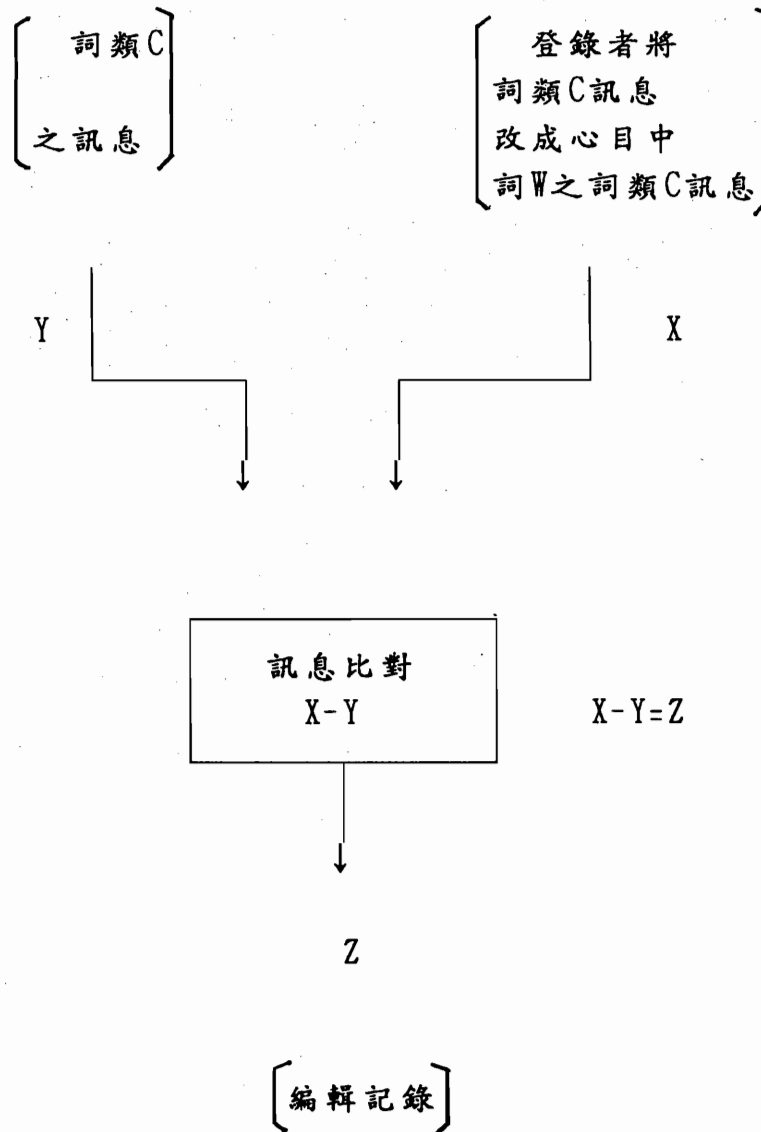 詞類C
之訊息
登錄者將
詞類C訊息
改成心目中
詞W之詞類C訊息
Y
X
訊息比對
X-Y
X-Y=Z
Z
編輯記錄